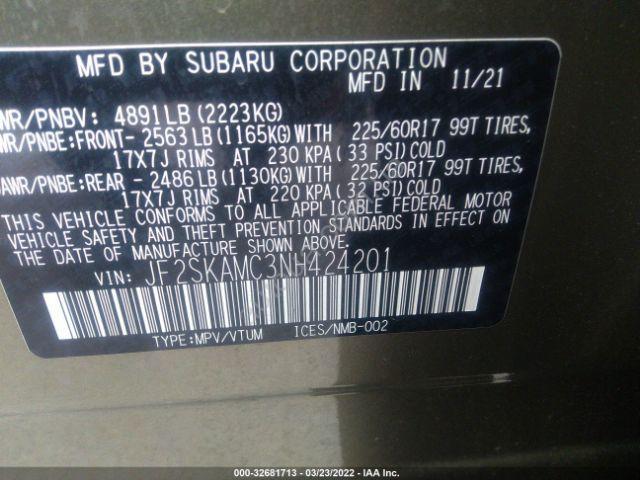 MFD BY SUBARU CORPORATION
MFD IN 11/21
WR/PNBV: 4891LB (2223KG)
WR/PNBE:FRONT- 2563 LB (1165KG) WITH 225/60R17 99T TIRES,
17X7J RIMS AT 230 KPA ( 33 PSI) COLD
AWR/PNBE:REAR - 2486 LB (1130KG) WITH 225/60R17 99T TIRES,
17X7J RIMS AT 220 KPA ( 32 PSI) COLD
THIS VEHICLE CONFORMS TO ALL APPLICABLE FEDERAL MOTOR
VEHICLE SAFETY AND THEFT PREVENTION STANDARDS IN EFFECT ON
THE DATE OF MANUFACTURE SHOWN ABOVE.
VIN: JF2SKAMC3NH424201
TYPE:MPV/VTUM ICES/NMB-002
000-32681713 - 03/23/2022 - IAA Inc.